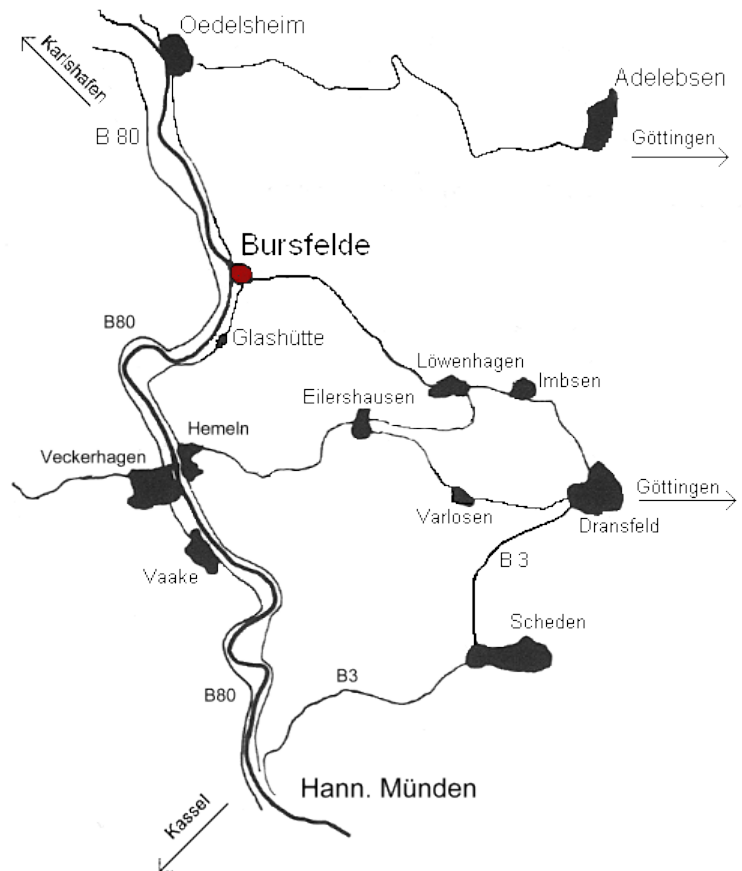 Oedelsheim
Karlshafen
Adelebsen
B 80
Göttingen
Bursfelde
B80
Glashütte
Löwenhagen
Imbsen
Eilershausen
Hemeln
Veckerhagen
Göttingen
Varlosen
Dransfeld
B 3
Vaake
Scheden
B3
B80
Hann. Münden
Kassel